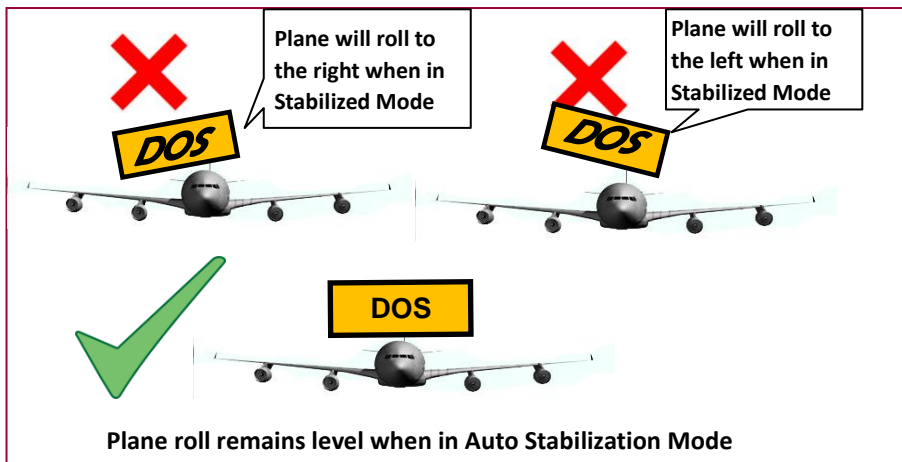 Plane will roll to
the right when in
Stabilized Mode
Plane will roll to
the left when in
Stabilized Mode
DOS
DOS
DOS
Plane roll remains level when in Auto Stabilization Mode